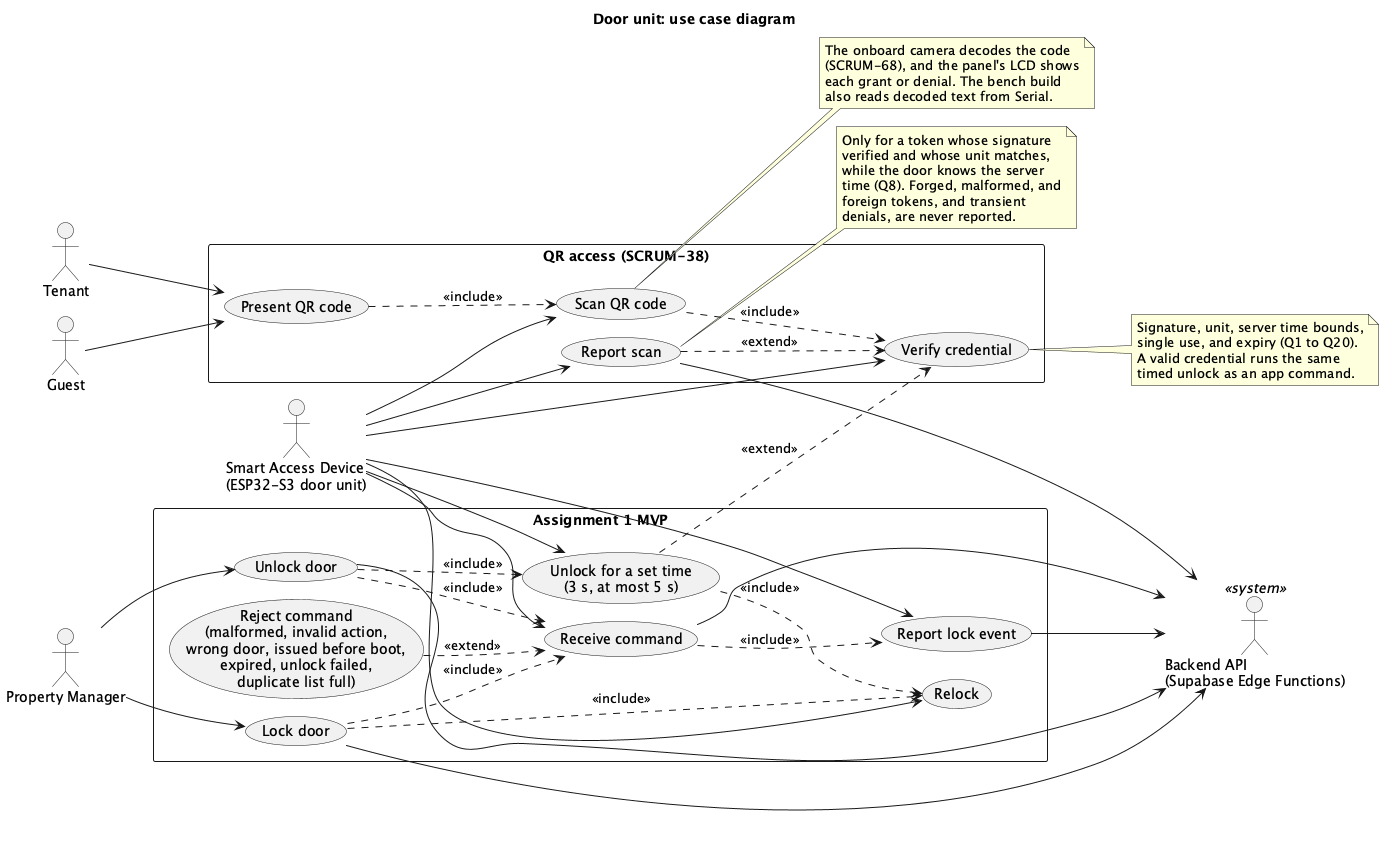 Door unit: use case diagram
The onboard camera decodes the code
(SCRUM-68), and the panel's LCD shows
each grant or denial. The bench build
also reads decoded text from Serial.
Only for a token whose signature
verified and whose unit matches,
while the door knows the server
time (Q8). Forged, malformed, and
foreign tokens, and transient
denials, are never reported.
Tenant
Guest
QR access (SCRUM-38)
Present QR code
«include»
Scan QR code
«include»
Report scan
«extend»
Verify credential
Signature, unit, server time bounds,
single use, and expiry (Q1 to Q20).
A valid credential runs the same
timed unlock as an app command.
Smart Access Device
(ESP32-S3 door unit)
«extend»
Assignment 1 MVP
Unlock door
«include»
«include»
Unlock for a set time
(3 s, at most 5 s)
«include»
Reject command
(malformed, invalid action,
wrong door, issued before boot,
expired, unlock failed,
duplicate list full)
«extend»
«include»
Receive command
«include»
Report lock event
Property Manager
Lock door
«include»
Relock
«system»
Backend API
(Supabase Edge Functions)